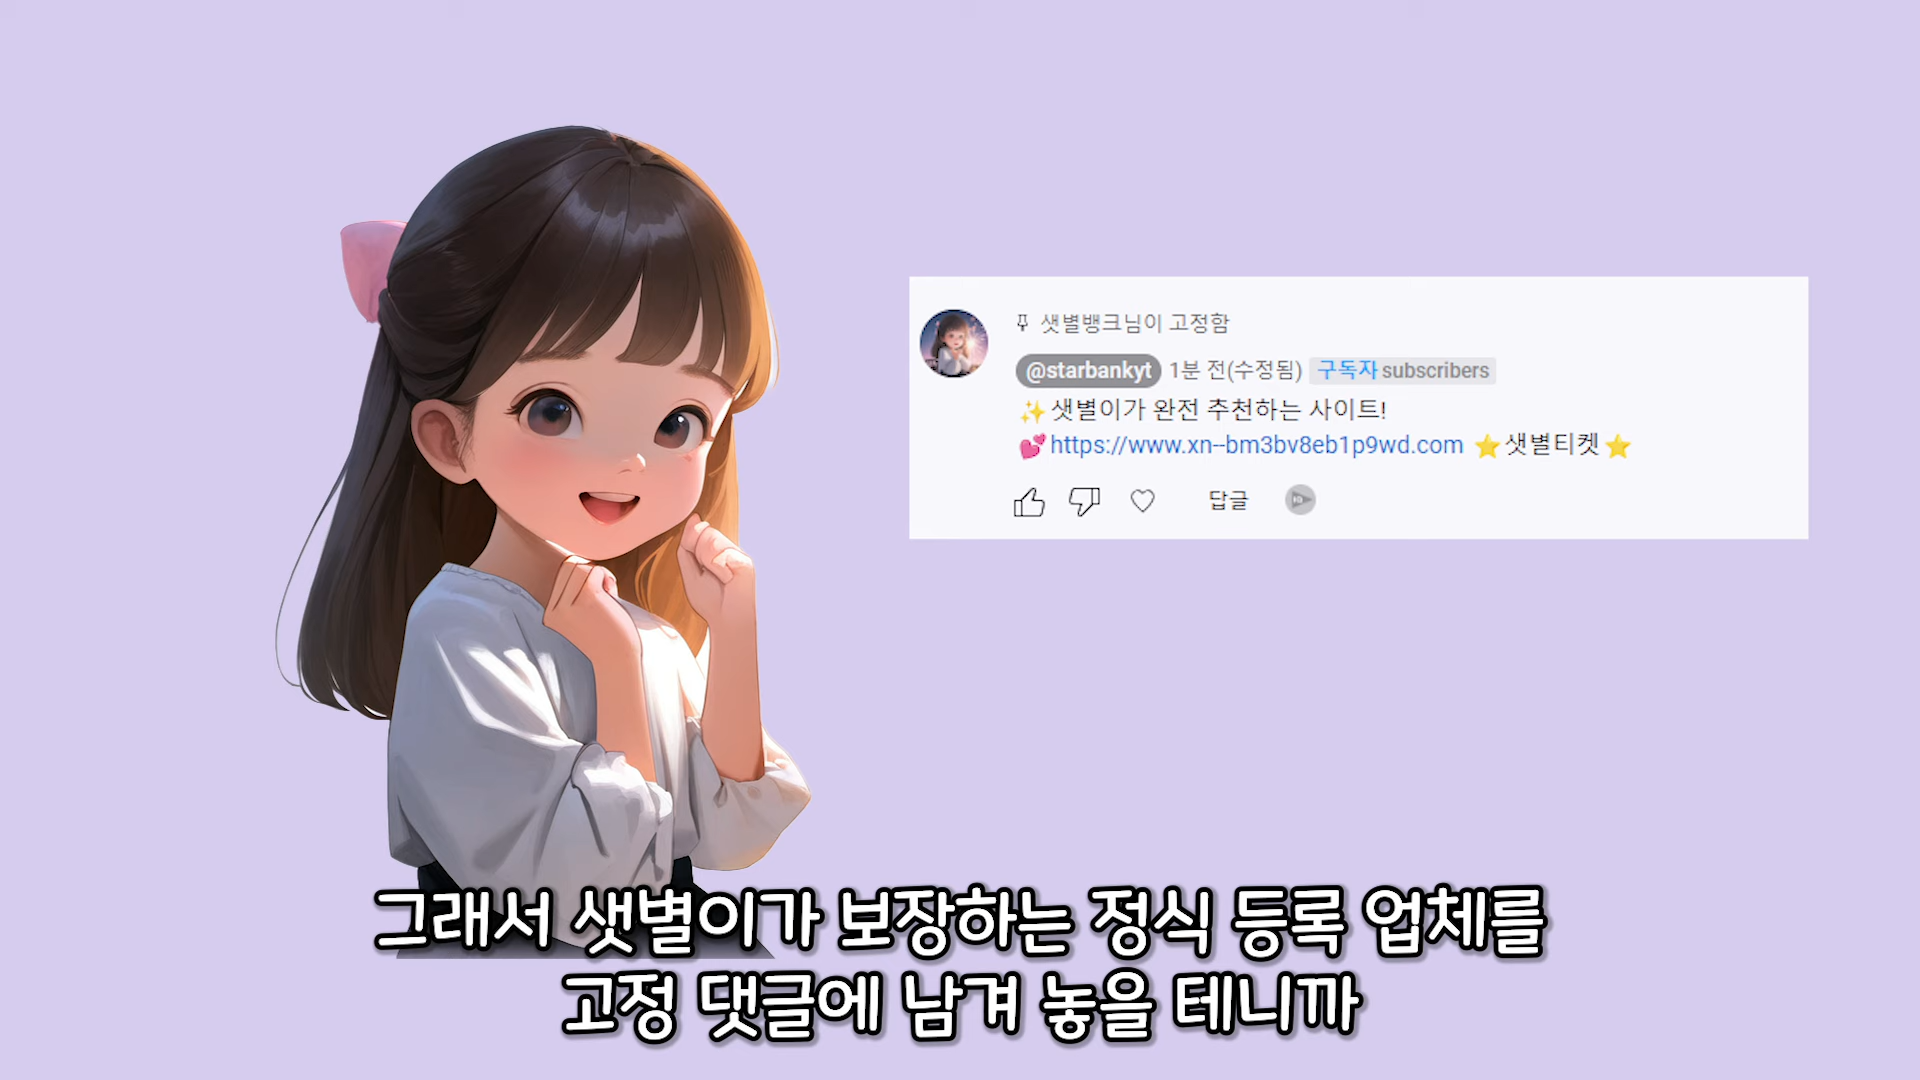 샛별뱅크님이 고정함
@starbankyt 1분 전(수정됨) 구독자 subscribers
✨샛별이가 완전 추천하는 사이트!
💕https://www.xn--bm3bv8eb1p9wd.com ⭐샛별티켓⭐
답글
그래서 샛별이가 보장하는 정식 등록 업체를
고정 댓글에 남겨 놓을 테니까